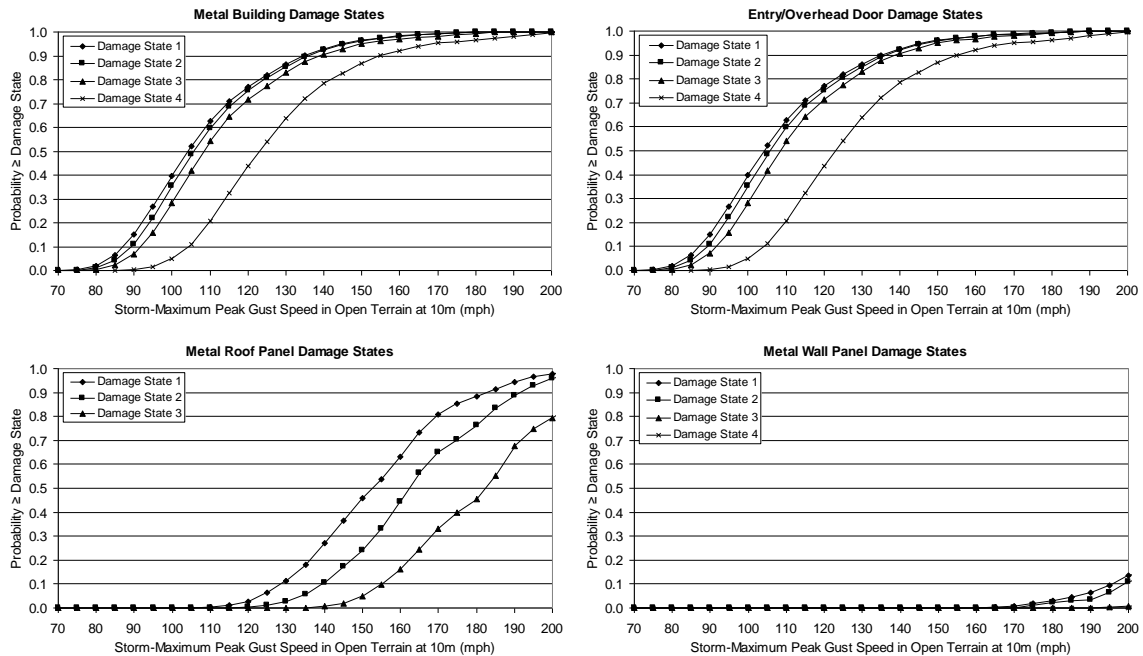 Metal Building Damage States
Probability ≥ Damage State
1.0
0.9
0.8
0.7
0.6
0.5
0.4
0.3
0.2
0.1
0.0
Damage State 1
Damage State 2
Damage State 3
Damage State 4
70 80 90 100 110 120 130 140 150 160 170 180 190 200
Storm-Maximum Peak Gust Speed in Open Terrain at 10m (mph)
Entry/Overhead Door Damage States
Probability ≥ Damage State
1.0
0.9
0.8
0.7
0.6
0.5
0.4
0.3
0.2
0.1
0.0
Damage State 1
Damage State 2
Damage State 3
Damage State 4
70 80 90 100 110 120 130 140 150 160 170 180 190 200
Storm-Maximum Peak Gust Speed in Open Terrain at 10m (mph)
Metal Roof Panel Damage States
Probability ≥ Damage State
1.0
0.9
0.8
0.7
0.6
0.5
0.4
0.3
0.2
0.1
0.0
Damage State 1
Damage State 2
Damage State 3
70 80 90 100 110 120 130 140 150 160 170 180 190 200
Storm-Maximum Peak Gust Speed in Open Terrain at 10m (mph)
Metal Wall Panel Damage States
Probability ≥ Damage State
1.0
0.9
0.8
0.7
0.6
0.5
0.4
0.3
0.2
0.1
0.0
Damage State 1
Damage State 2
Damage State 3
Damage State 4
70 80 90 100 110 120 130 140 150 160 170 180 190 200
Storm-Maximum Peak Gust Speed in Open Terrain at 10m (mph)